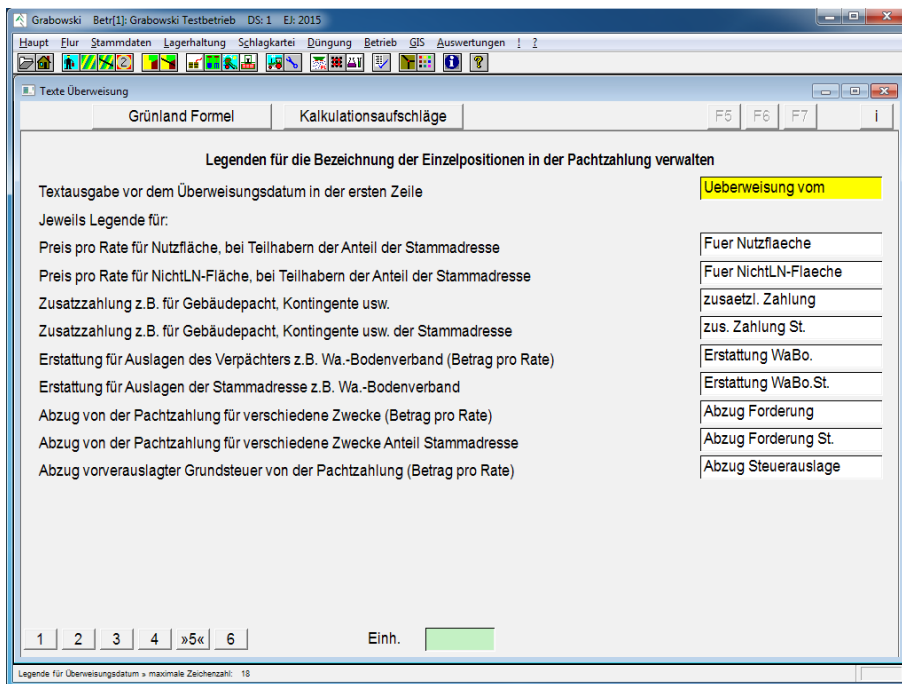 Grabowski Betr[1]: Grabowski Testbetrieb DS: 1 EJ: 2015
Haupt Flur Stammdaten Lagerhaltung Schlagkartei Düngung Betrieb GIS Auswertungen ! ?
Texte Überweisung
Grünland Formel Kalkulationsaufschläge F5 F6 F7 i
Legenden für die Bezeichnung der Einzelpositionen in der Pachtzahlung verwalten
Textausgabe vor dem Überweisungsdatum in der ersten Zeile Ueberweisung vom
Jeweils Legende für:
Preis pro Rate für Nutzfläche, bei Teilhabern der Anteil der Stammadresse Fuer Nutzflaeche
Preis pro Rate für NichtLN-Fläche, bei Teilhabern der Anteil der Stammadresse Fuer NichtLN-Flaeche
Zusatzzahlung z.B. für Gebäudepacht, Kontingente usw. zusaetzl. Zahlung
Zusatzzahlung z.B. für Gebäudepacht, Kontingente usw. der Stammadresse zus. Zahlung St.
Erstattung für Auslagen des Verpächters z.B. Wa.-Bodenverband (Betrag pro Rate) Erstattung WaBo.
Erstattung für Auslagen der Stammadresse z.B. Wa.-Bodenverband Erstattung WaBo.St.
Abzug von der Pachtzahlung für verschiedene Zwecke (Betrag pro Rate) Abzug Forderung
Abzug von der Pachtzahlung für verschiedene Zwecke Anteil Stammadresse Abzug Forderung St.
Abzug vorverauslagter Grundsteuer von der Pachtzahlung (Betrag pro Rate) Abzug Steuerauslage
1 2 3 4 »5« 6 Einh.
Legende für Überweisungsdatum » maximale Zeichenzahl: 18